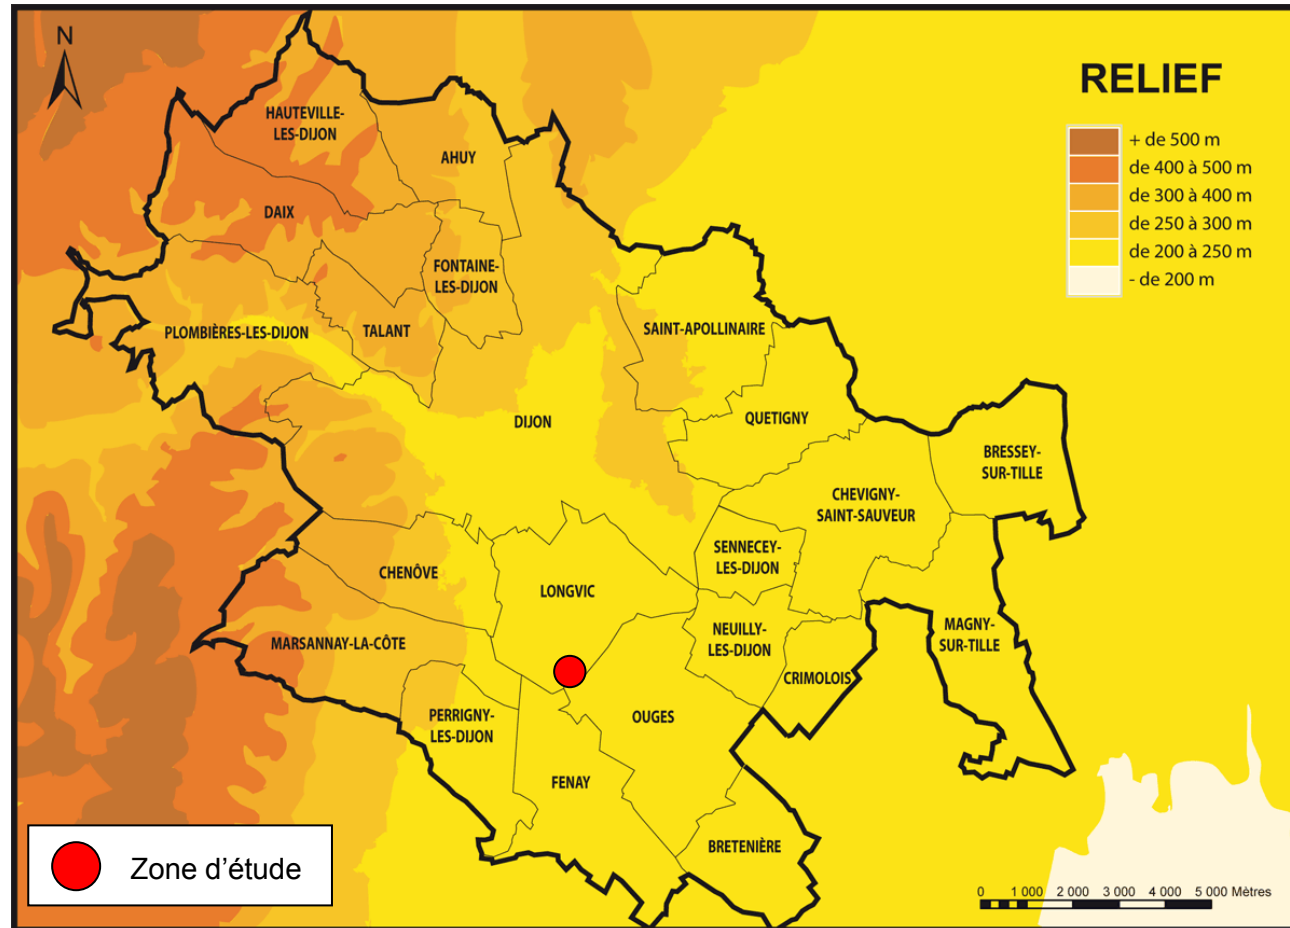 N
RELIEF
+ de 500 m
de 400 à 500 m
de 300 à 400 m
de 250 à 300 m
de 200 à 250 m
- de 200 m
HAUTEVILLE-
LES-DIJON
AHUY
DAIX
FONTAINE-
LES-DIJON
PLOMBIÈRES-LES-DIJON
TALANT
SAINT-APOLLINAIRE
DIJON
QUETIGNY
BRESSEY-
SUR-TILLE
CHEVIGNY-
SAINT-SAUVEUR
SENNECEY-
LES-DIJON
CHENÔVE
LONGVIC
NEUILLY-
LES-DIJON
MAGNY-
SUR-TILLE
MARSANNAY-LA-CÔTE
CRIMOLOIS
PERRIGNY-
LES-DIJON
OUGES
FENAY
BRETENIÈRE
Zone d'étude
0 1 000 2 000 3 000 4 000 5 000 Mètres